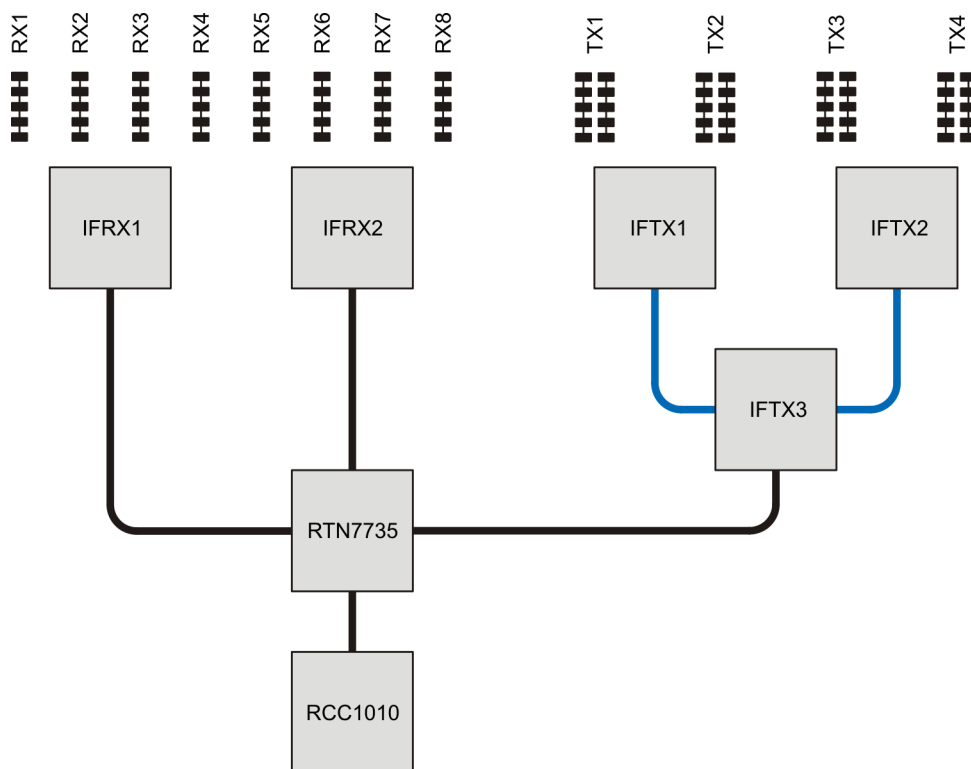 RX1
RX2
RX3
RX4
RX5
RX6
RX7
RX8
TX1
TX2
TX3
TX4
IFRX1
IFRX2
IFTX1
IFTX2
IFTX3
RTN7735
RCC1010